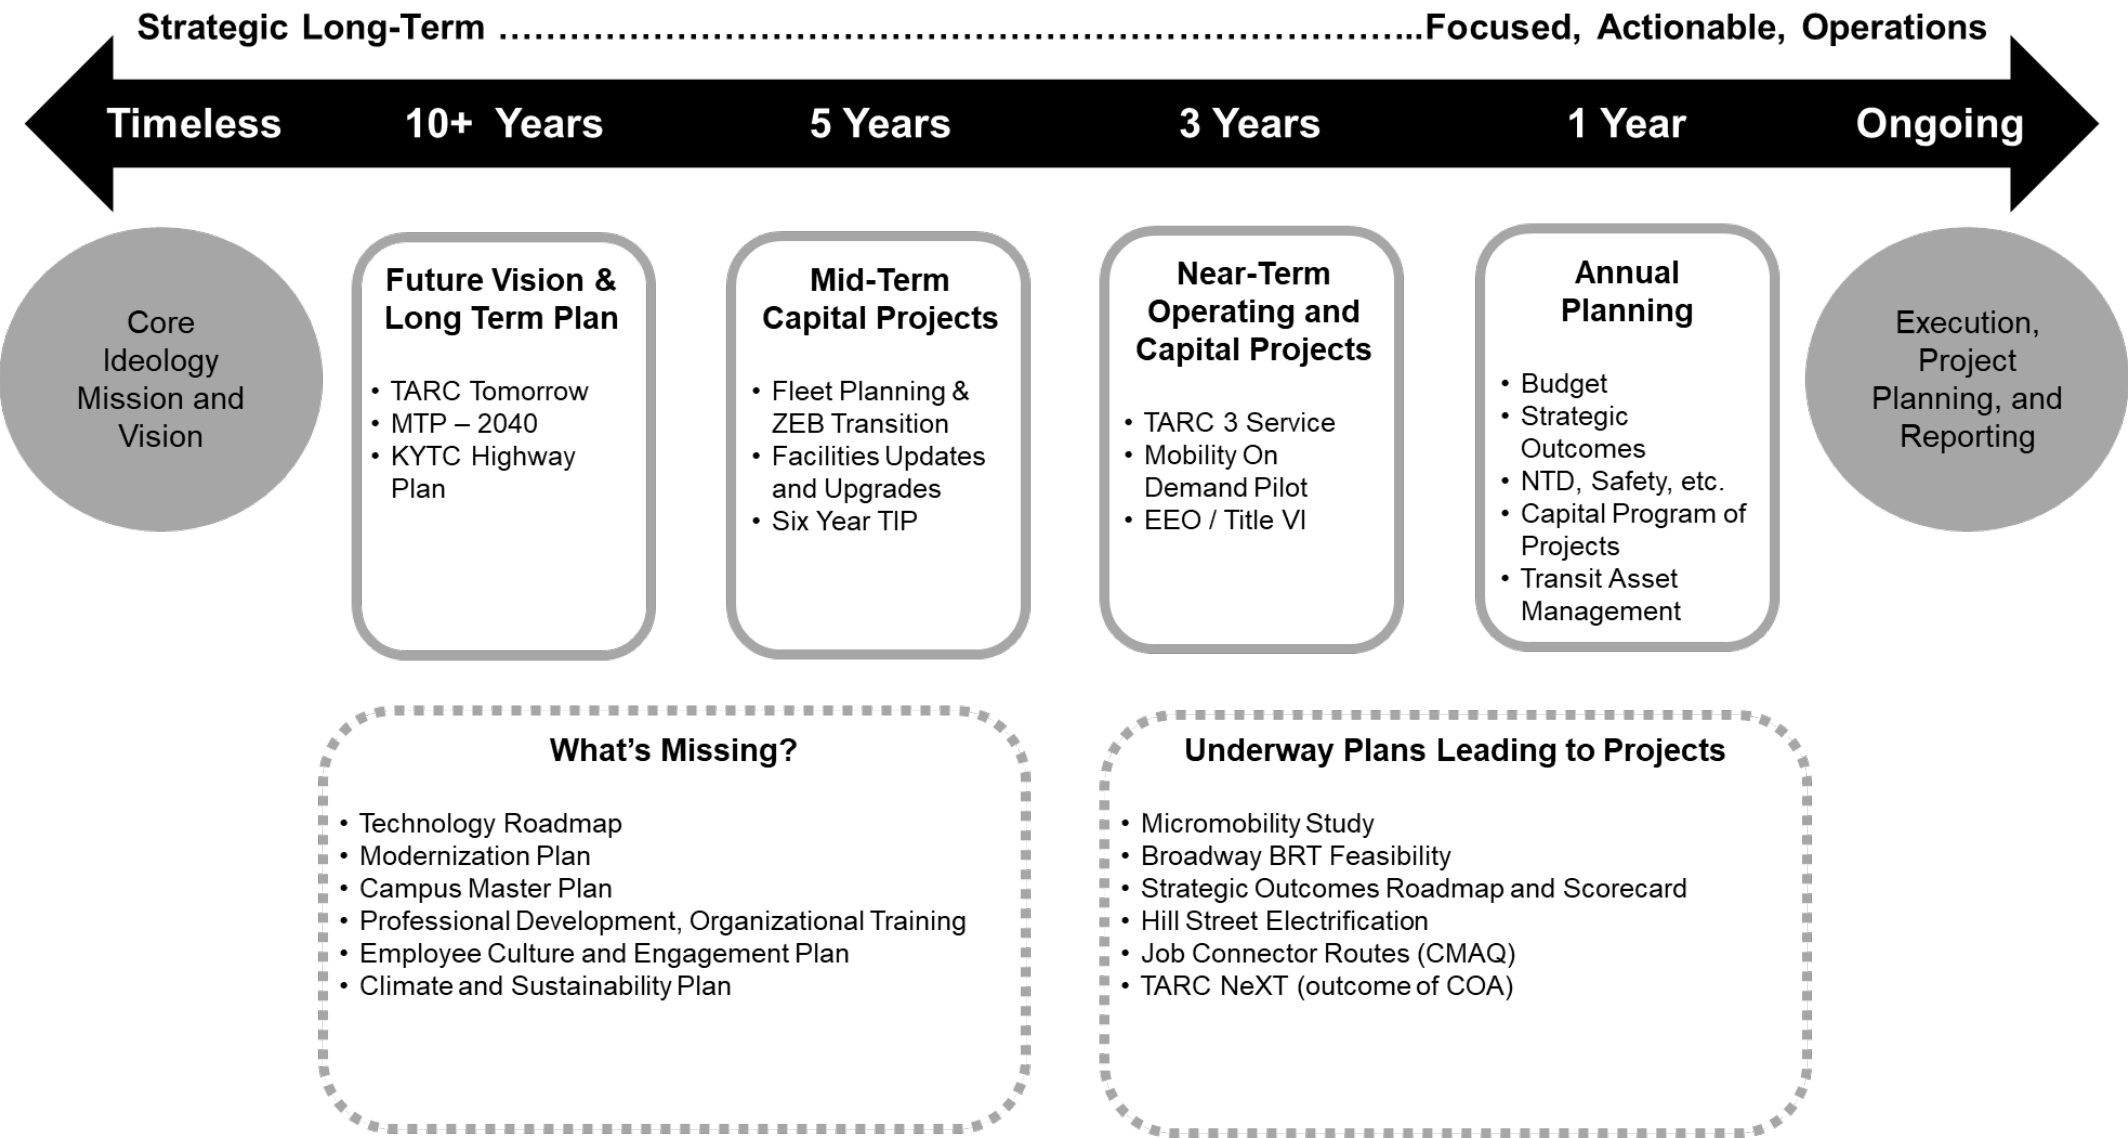 Strategic Long-Term ……………………………………………………………………...Focused, Actionable, Operations
Timeless
10+ Years
5 Years
3 Years
1 Year
Ongoing
Core
Ideology
Mission and
Vision
Future Vision &
Long Term Plan
• TARC Tomorrow
• MTP – 2040
• KYTC Highway
Plan
Mid-Term
Capital Projects
• Fleet Planning &
ZEB Transition
• Facilities Updates
and Upgrades
• Six Year TIP
Near-Term
Operating and
Capital Projects
• TARC 3 Service
• Mobility On
Demand Pilot
• EEO / Title VI
Annual
Planning
• Budget
• Strategic
Outcomes
• NTD, Safety, etc.
• Capital Program of
Projects
• Transit Asset
Management
Execution,
Project
Planning, and
Reporting
What’s Missing?
• Technology Roadmap
• Modernization Plan
• Campus Master Plan
• Professional Development, Organizational Training
• Employee Culture and Engagement Plan
• Climate and Sustainability Plan
Underway Plans Leading to Projects
• Micromobility Study
• Broadway BRT Feasibility
• Strategic Outcomes Roadmap and Scorecard
• Hill Street Electrification
• Job Connector Routes (CMAQ)
• TARC NeXT (outcome of COA)